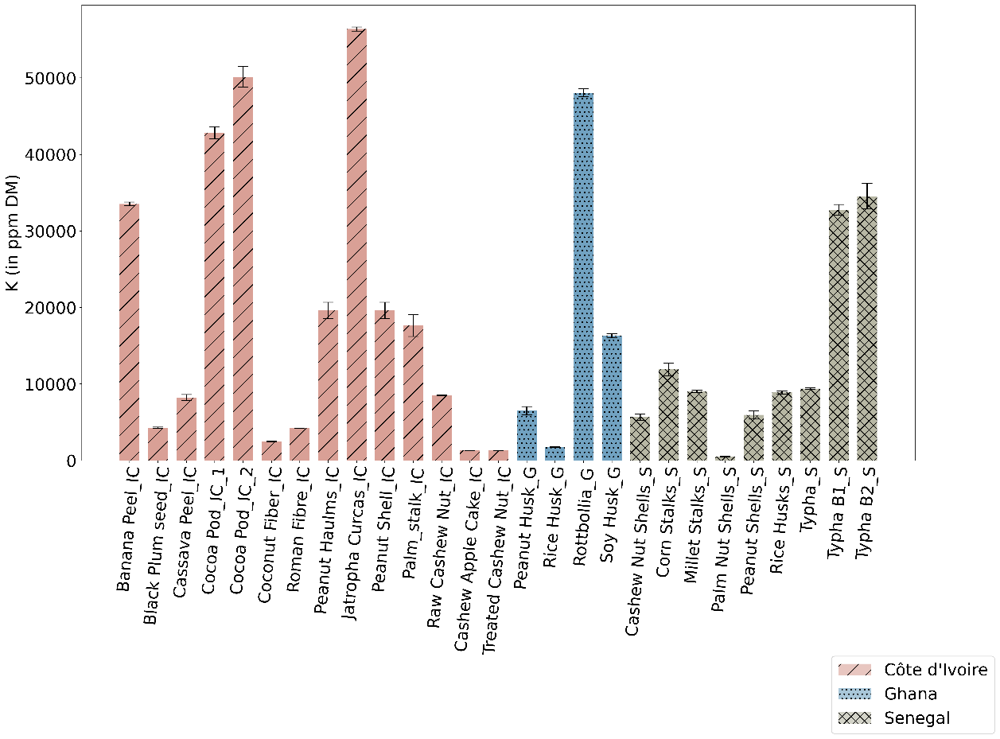 K (in ppm DM)
50000
40000
30000
20000
10000
0
Banana Peel_IC
Black Plum seed_IC
Cassava Peel_IC
Cocoa Pod_IC_1
Cocoa Pod_IC_2
Coconut Fiber_IC
Roman Fibre_IC
Peanut Haulms_IC
Jatropha Curcas_IC
Peanut Shell_IC
Palm_stalk_IC
Raw Cashew Nut_IC
Cashew Apple Cake_IC
Treated Cashew Nut_IC
Peanut Husk_G
Rice Husk_G
Rottbollia_G
Soy Husk_G
Cashew Nut Shells_S
Corn Stalks_S
Millet Stalks_S
Palm Nut Shells_S
Peanut Shells_S
Rice Husks_S
Typha_S
Typha B1_S
Typha B2_S
Côte d'Ivoire
Ghana
Senegal